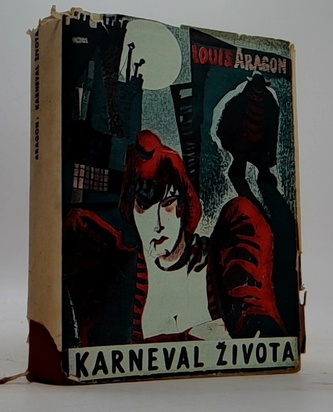 LOUIS ARAGON
KARNEVAL ŽIVOTA
ARAGON, KARNEVAL ŽIVOTA